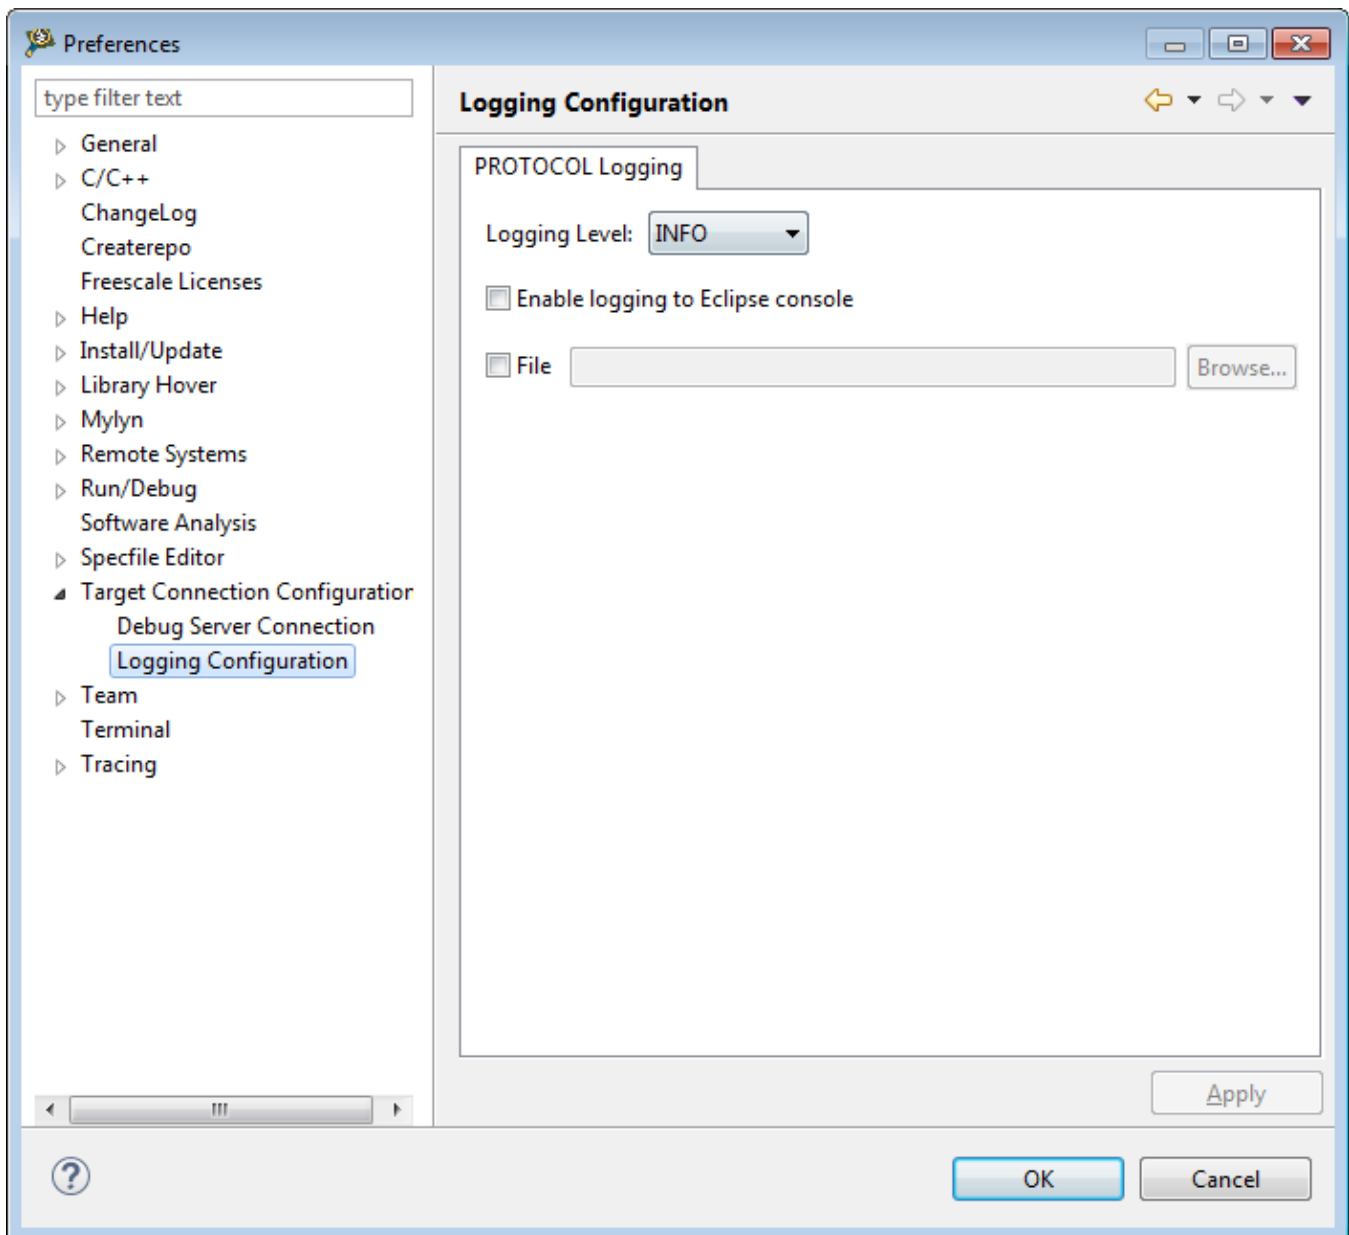 Preferences
type filter text
General
C/C++
ChangeLog
Createrepo
Freescale Licenses
Help
Install/Update
Library Hover
Mylyn
Remote Systems
Run/Debug
Software Analysis
Specfile Editor
Target Connection Configuration
Debug Server Connection
Logging Configuration
Team
Terminal
Tracing
Logging Configuration
PROTOCOL Logging
Logging Level: INFO
Enable logging to Eclipse console
File Browse...
Apply
OK Cancel